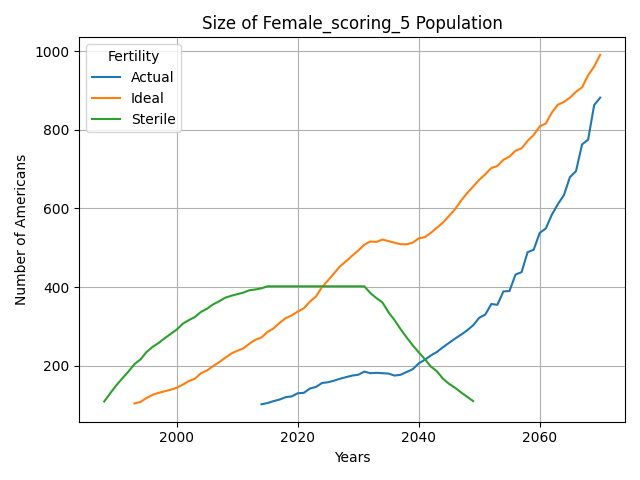 Size of Female_scoring_5 Population
Fertility
Actual
Ideal
Sterile
Number of Americans
1000
800
600
400
200
2000
2020
2040
2060
Years